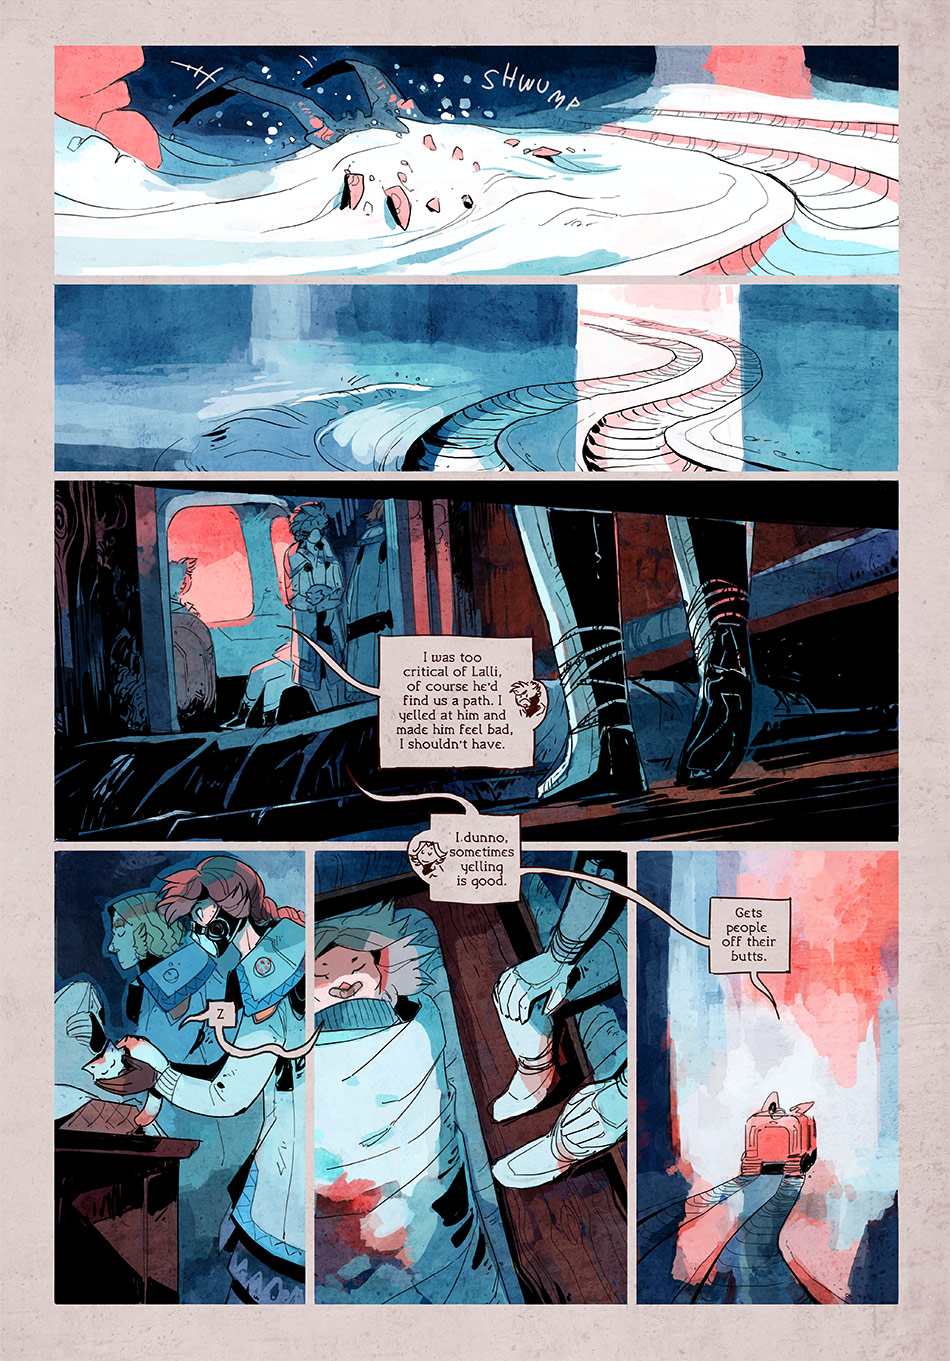 SHWUMP
I was too
critical of Lalli,
of course he'd
find us a path. I
yelled at him and
made him feel bad,
I shouldn't have.
I dunno,
sometimes
yelling
is good.
Gets
people
off their
butts.
Z